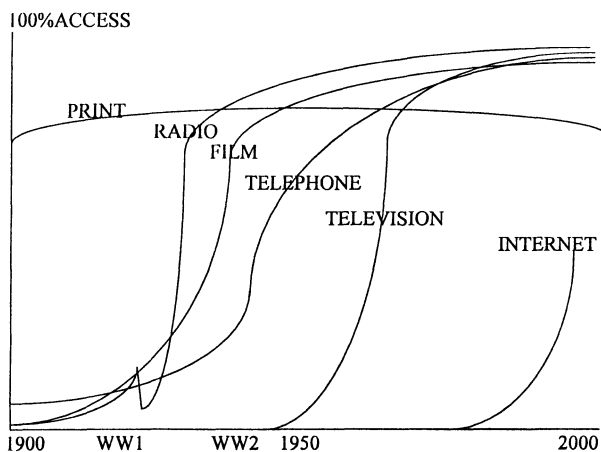 100%ACCESS
PRINT
RADIO
FILM
TELEPHONE
TELEVISION
INTERNET
1900 WW1 WW2 1950 2000